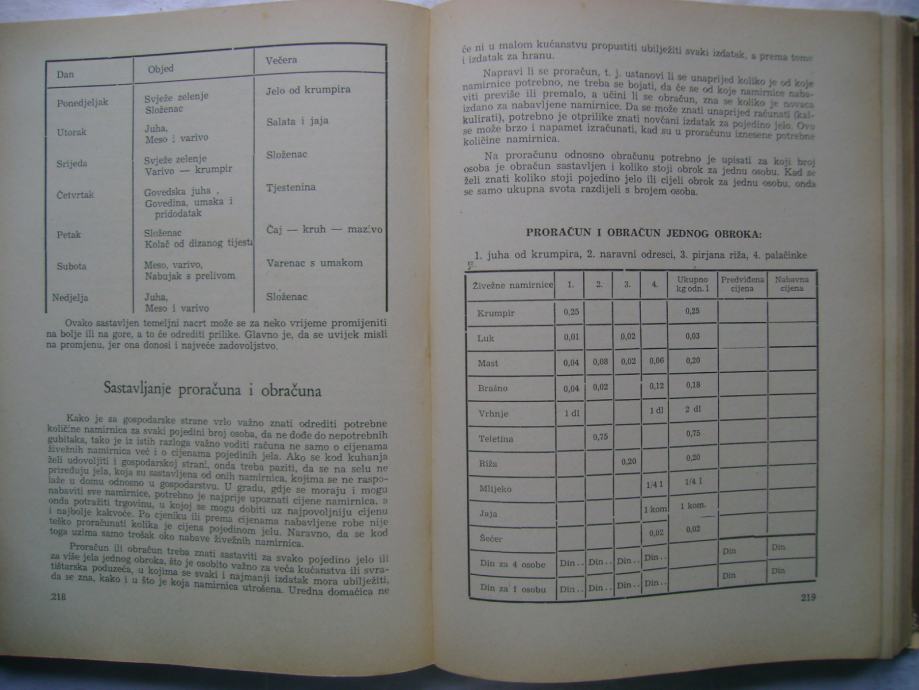 Dan Objed Večera
Ponedjeljak Svježe zelenje Jelo od krumpira
Složenac
Utorak Juha, Salata i jaja
Meso i varivo
Srijeda Svježe zelenje Složenac
Varivo — krumpir
Četvrtak Govedska juha , Tjestenina
Govedina, umaka i
pridodatak
Petak Složenac Čaj — kruh — mazivo
Kolač od dizanog tijesta
Subota Meso, varivo, Varenac s umakom
Nabujak s prelivom
Nedjelja Juha, Složenac
Meso i varivo
Ovako sastavljen temeljni nacrt može se za neko vrijeme promijeniti
na bolje ili na gore, a to će odrediti prilike. Glavno je, da se uvijek misli
na promjenu, jer ona donosi i najveće zadovoljstvo.
Sastavljanje proračuna i obračuna
Kako je sa gospodarske strane vrlo važno znati odrediti potrebne
količine namirnica za svaki pojedini broj osoba, da ne dođe do nepotrebnih
gubitaka, tako je iz istih razloga važno voditi računa ne samo o cijenama
živežnih namirnica već i o cijenama pojedinih jela. Ako se kod kuhanja
želi udovoljiti i gospodarskoj strani, onda treba paziti, da se na selu ne
priređuju jela, koja su sastavljena od onih namirnica, kojima se ne raspo-
laže u domu odnosno u gospodarstvu. U gradu, gdje se moraju i mogu
nabaviti sve namirnice, potrebno je najprije upoznati cijene namirnica, a
onda potražiti trgovinu, u kojoj se mogu dobiti uz najpovoljniju cijenu
i najbolje kakvoće. Po cjeniku ili prema cijenama nabavljene robe nije
teško proračunati kolika je cijena pojedinom jelu. Naravno, da se kod
toga uzima samo trošak oko nabave živežnih namirnica.
Proračun ili obračun treba znati sastaviti za svako pojedino jelo ili
za više jela jednog obroka, što je osobito važno za veća kućanstva ili svra-
tištarska poduzeća, u kojima se svaki i najmanji izdatak mora ubilježiti,
da se zna, kako i u što je koja namirnica utrošena. Uredna domaćica ne
218
će ni u malom kućanstvu propustiti ubilježiti svaki izdatak, a prema tome
i izdatak za hranu.
Napravi li se proračun, t. j. ustanovi li se unaprijed koliko je od koje
namirnice potrebno, ne treba se bojati, da će se od koje namirnice naba-
viti previše ili premalo, a učini li se obračun, zna se koliko je novaca
izdano za nabavljene namirnice. Da se može znati unaprijed računati (kal-
kulirati), potrebno je otprilike znati novčani izdatak za pojedino jelo. Ovo
se može brzo i napamet izračunati, kad su u proračunu iznesene potrebne
količine namirnica.
Na proračunu odnosno obračunu potrebno je upisati za koji broj
osoba je obračun sastavljen i koliko stoji obrok za jednu osobu. Kad se
želi znati koliko stoji pojedino jelo ili cijeli obrok za jednu osobu, onda
se samo ukupna svota razdijeli s brojem osoba.
PRORAČUN I OBRAČUN JEDNOG OBROKA:
1. juha od krumpira, 2. naravni odresci, 3. pirjana riža, 4. palačinke
Živežne namirnice 1. 2. 3. 4. Ukupno kg odn. l Predviđena cijena Nabavna cijena
Krumpir 0,25 0,25
Luk 0,01 0,02 0,03
Mast 0,04 0,08 0,02 0,06 0,20
Brašno 0,04 0,02 0,12 0,18
Vrhnje 1 dl 1 dl 2 dl
Teletina 0,75 0,75
Riža 0,20 0,20
Mlijeko 1/4 l 1/4 l
Jaja 1 kom 1 kom.
Šećer 0,02 0,02
Din za 4 osobe Din.. Din.. Din.. Din.. Din Din
Din za 1 osobu Din.. Din.. Din.. Din.. Din Din
219